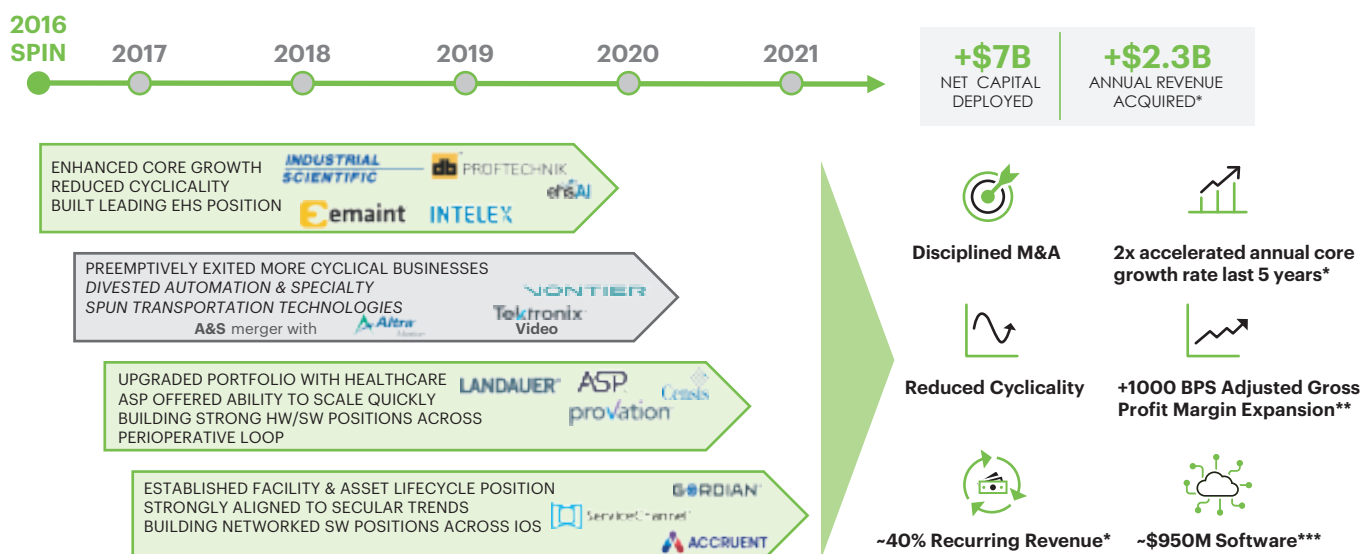 2016
SPIN
2017
2018
2019
2020
2021
+$7B
NET CAPITAL
DEPLOYED
+$2.3B
ANNUAL REVENUE
ACQUIRED*
ENHANCED CORE GROWTH
REDUCED CYCLICALITY
BUILT LEADING EHS POSITION
INDUSTRIAL
SCIENTIFIC
db PRÜFTECHNIK
ehsAI
emaint
INTELEX
PREEMPTIVELY EXITED MORE CYCLICAL BUSINESSES
DIVESTED AUTOMATION & SPECIALTY
SPUN TRANSPORTATION TECHNOLOGIES
A&S merger with
Altra
VONTIER
Tektronix
Video
UPGRADED PORTFOLIO WITH HEALTHCARE
ASP OFFERED ABILITY TO SCALE QUICKLY
BUILDING STRONG HW/SW POSITIONS ACROSS
PERIOPERATIVE LOOP
LANDAUER
ASP
Censis
provation
ESTABLISHED FACILITY & ASSET LIFECYCLE POSITION
STRONGLY ALIGNED TO SECULAR TRENDS
BUILDING NETWORKED SW POSITIONS ACROSS IOS
GORDIAN
ServiceChannel
ACCRUENT
Disciplined M&A
2x accelerated annual core
growth rate last 5 years*
Reduced Cyclicality
+1000 BPS Adjusted Gross
Profit Margin Expansion**
~40% Recurring Revenue*
~$950M Software***